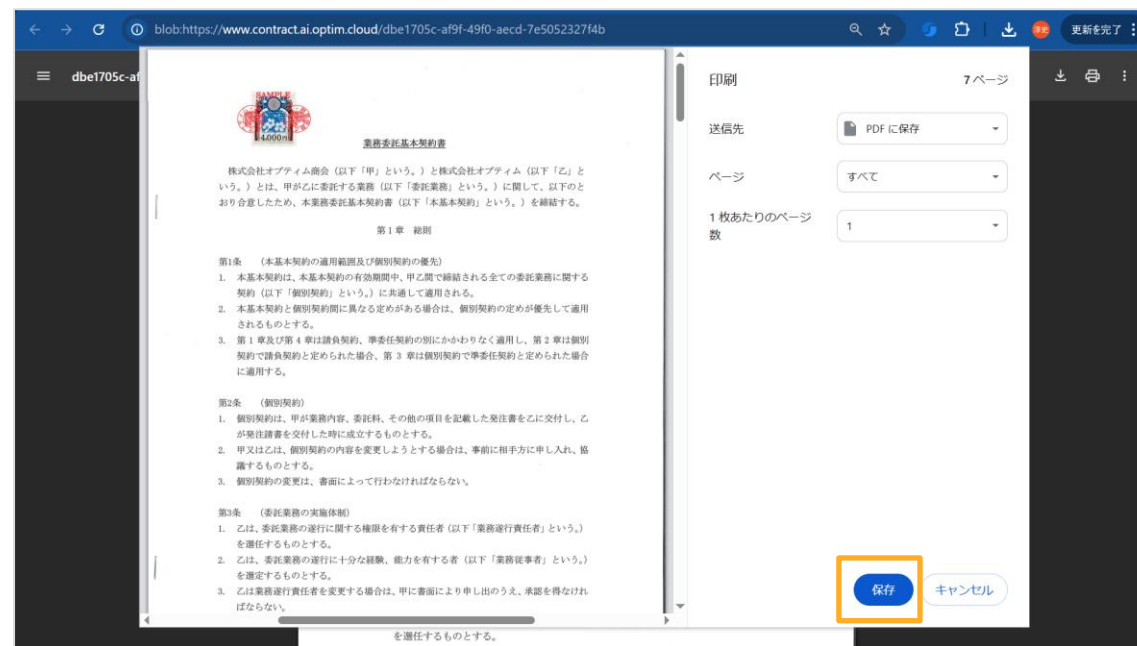 blob:https://www.contract.ai.optim.cloud/dbe1705c-af9f-49f0-aecd-7e5052327f4b
更新を完了
dbe1705c-af
SAMPLE
4,000円
業務委託基本契約書
株式会社オプティム商会（以下「甲」という。）と株式会社オプティム（以下「乙」と
いう。）とは、甲が乙に委託する業務（以下「委託業務」という。）に関して、以下のと
おり合意したため、本業務委託基本契約書（以下「本基本契約」という。）を締結する。
第1章 総則
第1条 （本基本契約の適用範囲及び個別契約の優先）
1. 本基本契約は、本基本契約の有効期間中、甲乙間で締結される全ての委託業務に関する
契約（以下「個別契約」という。）に共通して適用される。
2. 本基本契約と個別契約間に異なる定めがある場合は、個別契約の定めが優先して適用
されるものとする。
3. 第1章及び第4章は請負契約、準委任契約の別にかかわりなく適用し、第2章は個別
契約で請負契約と定められた場合、第3章は個別契約で準委任契約と定められた場合
に適用する。
第2条 （個別契約）
1. 個別契約は、甲が業務内容、委託料、その他の項目を記載した発注書を乙に交付し、乙
が発注請書を交付した時に成立するものとする。
2. 甲又は乙は、個別契約の内容を変更しようとする場合は、事前に相手方に申し入れ、協
議するものとする。
3. 個別契約の変更は、書面によって行わなければならない。
第3条 （委託業務の実施体制）
1. 乙は、委託業務の遂行に関する権限を有する責任者（以下「業務遂行責任者」という。）
を選任するものとする。
2. 乙は、委託業務の遂行に十分な経験、能力を有する者（以下「業務従事者」という。）
を選定するものとする。
3. 乙は業務遂行責任者を変更する場合は、甲に書面により申し出のうえ、承認を得なけれ
ばならない。
を選任するものとする。
印刷
7 ページ
送信先
PDF に保存
ページ
すべて
1 枚あたりのページ
数
1
保存
キャンセル